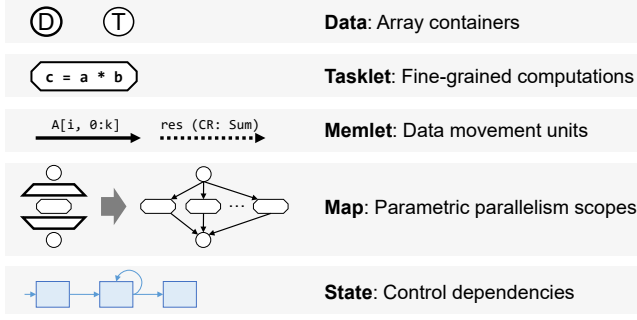 D T Data: Array containers
c = a * b Tasklet: Fine-grained computations
A[i, 0:k] res (CR: Sum) Memlet: Data movement units
... Map: Parametric parallelism scopes
State: Control dependencies